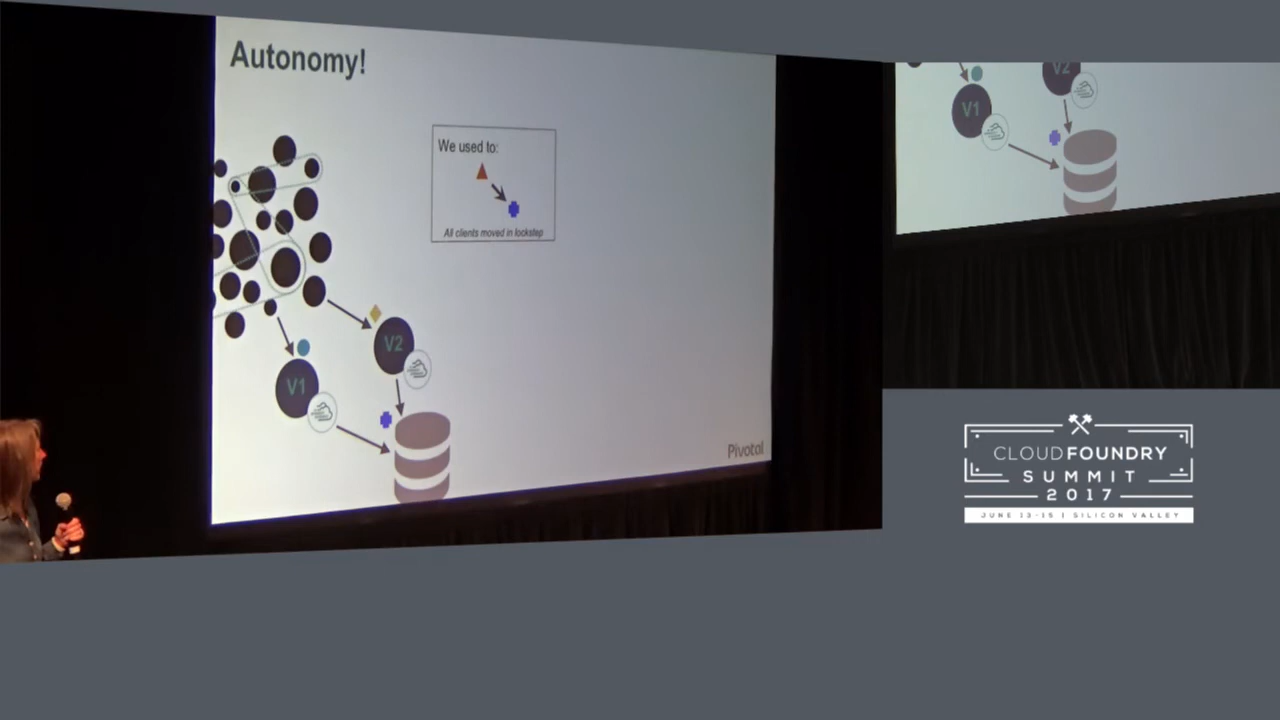 Autonomy!
We used to:
All clients moved in lockstep
V2
V1
Pivotal
V2
V1
CLOUDFOUNDRY
SUMMIT
2017
JUNE 13-15 | SILICON VALLEY